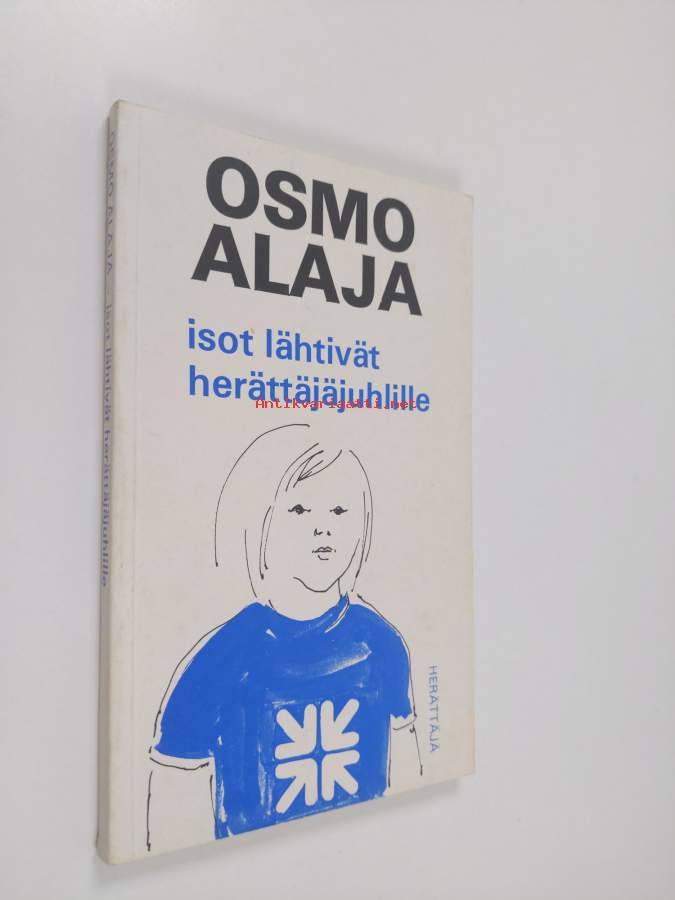 OSMO
ALAJA
isot lähtivät
herättäjäjuhlille
Antikvariaatti.net
HERÄTTÄJÄ
OSMO ALAJA isot lähtivät herättäjäjuhlille